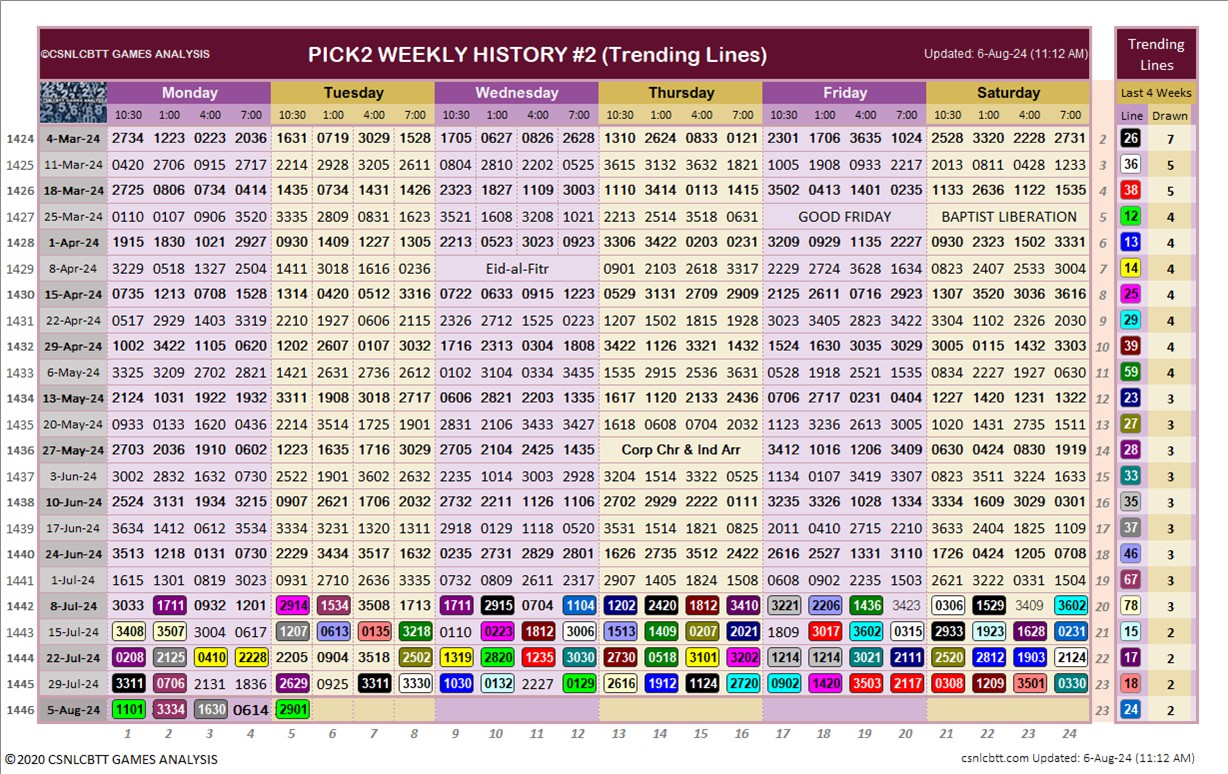 ©CSNLCBTT GAMES ANALYSIS PICK2 WEEKLY HISTORY #2 (Trending Lines) Updated: 6-Aug-24 (11:12 AM) Trending Lines
Monday Tuesday Wednesday Thursday Friday Saturday Last 4 Weeks
10:30 1:00 4:00 7:00 10:30 1:00 4:00 7:00 10:30 1:00 4:00 7:00 10:30 1:00 4:00 7:00 10:30 1:00 4:00 7:00 10:30 1:00 4:00 7:00 Line Drawn
1424 4-Mar-24 2734 1223 0223 2036 1631 0719 3029 1528 1705 0627 0826 2628 1310 2624 0833 0121 2301 1706 3635 1024 2528 3320 2228 2731 2 26 7
1425 11-Mar-24 0420 2706 0915 2717 2214 2928 3205 2611 0804 2810 2202 0525 3615 3132 3632 1821 1005 1908 0933 2217 2013 0811 0428 1233 3 36 5
1426 18-Mar-24 2725 0806 0734 0414 1435 0734 1431 1426 2323 1827 1109 3003 1110 3414 0113 1415 3502 0413 1401 0235 1133 2636 1122 1535 4 38 5
1427 25-Mar-24 0110 0107 0906 3520 3335 2809 0831 1623 3521 1608 3208 1021 2213 2514 3518 0631 GOOD FRIDAY BAPTIST LIBERATION 5 12 4
1428 1-Apr-24 1915 1830 1021 2927 0930 1409 1227 1305 2213 0523 3023 0923 3306 3422 0203 0231 3209 0929 1135 2227 0930 2323 1502 3331 6 13 4
1429 8-Apr-24 3229 0518 1327 2504 1411 3018 1616 0236 Eid-al-Fitr 0901 2103 2618 3317 2229 2724 3628 1634 0823 2407 2533 3004 7 14 4
1430 15-Apr-24 0735 1213 0708 1528 1314 0420 0512 3319 0722 0633 0915 1223 0529 3131 2709 2909 2125 2611 0716 2923 1307 3520 3036 3616 8 25 4
1431 22-Apr-24 0517 2929 1403 3319 2210 1927 0606 2113 2326 2712 1525 0223 1207 1502 1815 1928 3023 3405 2823 3422 3304 1102 2326 2030 9 29 4
1432 29-Apr-24 1002 3422 1105 0620 1202 2607 0107 3032 1716 2313 0304 1808 3422 1126 3321 1432 1524 1630 3035 3029 3005 0115 1432 3303 10 39 4
1433 6-May-24 3325 3209 2702 2821 1421 2631 2736 2612 0102 3104 0334 3435 1535 2915 2536 3631 0528 1918 2521 1535 0834 2227 1927 0630 11 59 4
1434 13-May-24 2124 1031 1922 1932 3311 1908 3018 2717 0606 2821 2203 1335 1617 1120 2133 2436 0706 2717 0231 0404 1227 1420 1231 1322 12 23 3
1435 20-May-24 0933 0133 1620 0436 2214 3514 1725 1901 2831 2106 3433 3427 1618 0608 0704 2032 1123 3236 2613 3005 1020 1431 2735 1511 13 27 3
1436 27-May-24 2703 2036 1910 0602 1223 1635 1716 3029 2705 2104 2425 1435 Corp Chr & Ind Arr 3412 1016 1206 3409 0630 0424 0830 1919 14 28 3
1437 3-Jun-24 3002 2832 1632 0730 2522 1901 3602 2633 2235 1014 3003 2928 3204 1514 2532 0525 1134 0107 3419 3307 0823 3511 3224 1633 15 33 3
1438 10-Jun-24 2524 3131 1934 3215 0907 2621 1706 2032 2732 2211 1126 1106 2702 2929 2222 0111 3235 3326 1028 1334 3334 1609 3029 0301 16 35 3
1439 17-Jun-24 3634 1412 0612 3534 3334 3231 1320 1311 2918 0129 1118 0520 3531 1514 1821 0825 2011 0410 2715 2210 3633 2404 1825 1109 17 37 3
1440 24-Jun-24 3513 1218 0131 0730 2229 3434 3517 1632 0235 2731 2829 2801 1626 2735 3512 2422 2616 2527 1331 3110 1726 0424 1205 0708 18 46 3
1441 1-Jul-24 1615 1301 0819 3023 0931 2710 2636 3335 0732 0809 2611 2317 2907 1405 1824 1508 0608 0902 2235 1503 2621 3222 0331 1504 19 67 3
1442 8-Jul-24 3033 1711 0932 1201 2914 1534 3508 1713 1711 2915 0704 1104 1202 2420 1812 3410 3221 2206 1436 3423 0306 1529 3409 3602 20 78 3
1443 15-Jul-24 3408 3507 3004 0617 1207 0613 0135 3218 0110 0223 1812 3006 1513 1409 0207 2021 1809 3017 3602 0315 2933 1923 1628 0231 21 15 2
1444 22-Jul-24 0208 2125 0410 2228 2205 0904 3518 2502 1319 2820 1235 3030 2730 0518 3101 3202 1214 1214 3021 2111 2520 2812 1903 2124 22 17 2
1445 29-Jul-24 3311 0706 2131 1836 2629 0925 3311 3330 1030 0132 2227 0129 2616 1912 1124 2720 0902 1420 3503 2117 0308 1209 3501 0330 23 18 2
1446 5-Aug-24 1101 3334 1630 0614 2901 23 24 2
1 2 3 4 5 6 7 8 9 10 11 12 13 14 15 16 17 18 19 20 21 22 23 24
©2020 CSNLCBTT GAMES ANALYSIS csnlcbtt.com Updated: 6-Aug-24 (11:12 AM)